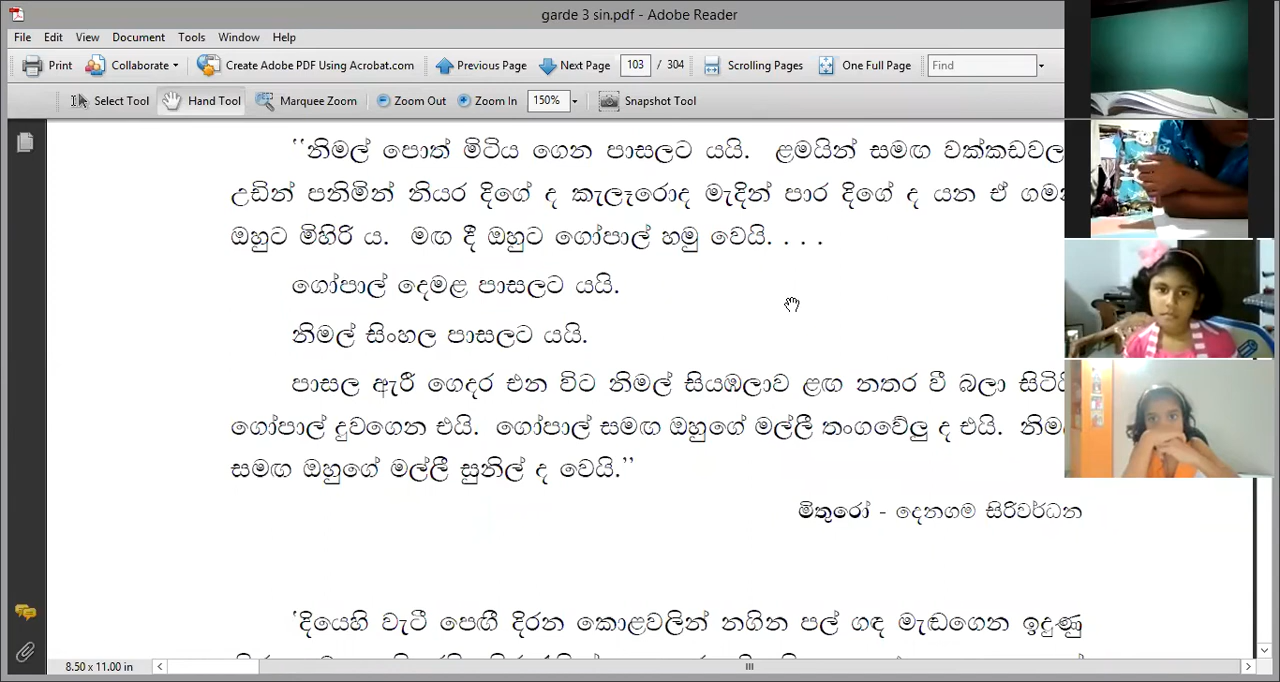 garde 3 sin.pdf - Adobe Reader
File Edit View Document Tools Window Help
Print Collaborate Create Adobe PDF Using Acrobat.com Previous Page Next Page 103 / 304 Scrolling Pages One Full Page Find
Select Tool Hand Tool Marquee Zoom Zoom Out Zoom In 150% Snapshot Tool
‘‘නිමල් පොත් මිටිය ගෙන පාසලට යයි. ළමයින් සමඟ වක්කඩවල
උඩින් පනිමින් නියර දිගේ ද කැලෑරොද මැදින් පාර දිගේ ද යන ඒ
ඔහුට මිහිරි ය. මඟ දී ඔහුට ගෝපාල් හමු වෙයි. . . .
ගෝපාල් දෙමළ පාසලට යයි.
නිමල් සිංහල පාසලට යයි.
පාසල ඇරී ගෙදර එන විට නිමල් සියඹලාව ළඟ නතර වී බලා
ගෝපාල් දුවගෙන එයි. ගෝපාල් සමඟ ඔහුගේ මල්ලී තංගවේලු ද එයි.
සමඟ ඔහුගේ මල්ලී සුනිල් ද වෙයි.’’
මිතුරෝ - දෙනගම සිරිවර්ධන
‘දියෙහි වැටී පෙඟී දිරන කොළවලින් නගින පල් ගඳ මැඬගෙන ඉදුණු
8.50 x 11.00 in